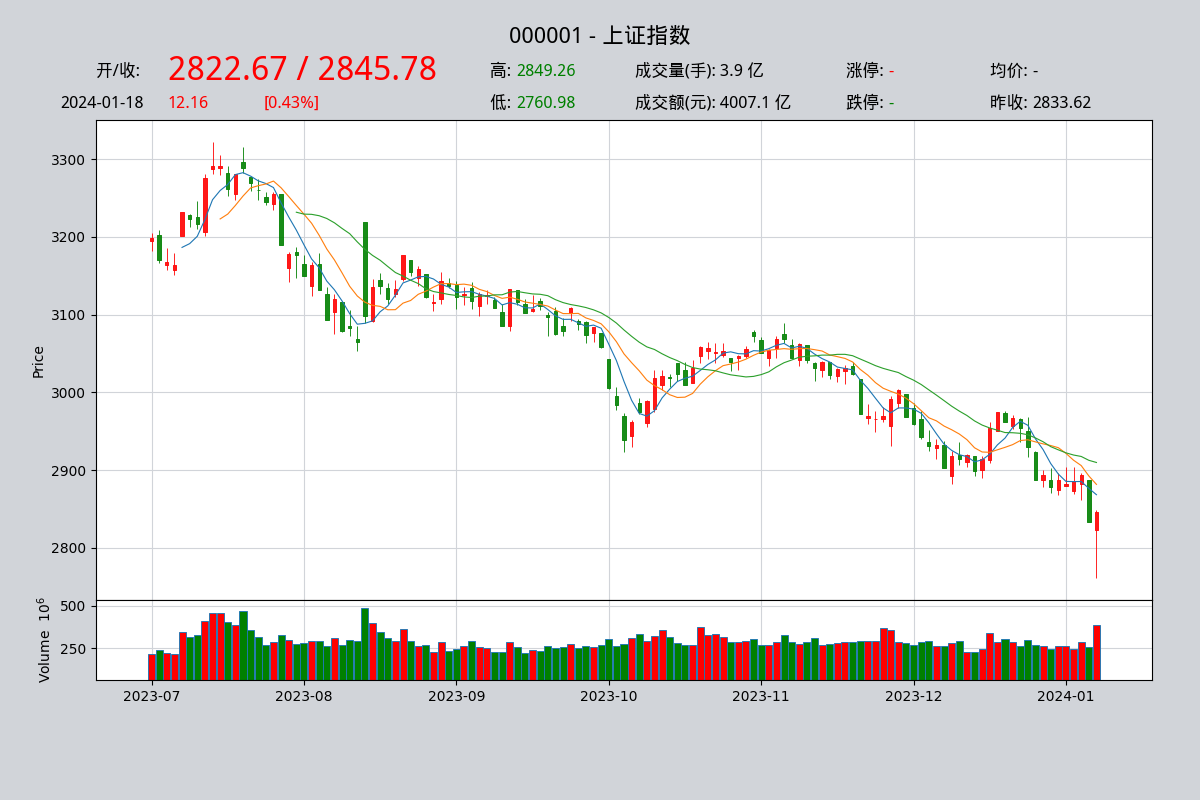 000001 - 上证指数
开/收: 2822.67 / 2845.78 高: 2849.26 成交量(手): 3.9 亿 涨停: - 均价: -
2024-01-18 12.16 [0.43%] 低: 2760.98 成交额(元): 4007.1 亿 跌停: - 昨收: 2833.62
Price
3300
3200
3100
3000
2900
2800
Volume 10^6
500
250
2023-07 2023-08 2023-09 2023-10 2023-11 2023-12 2024-01